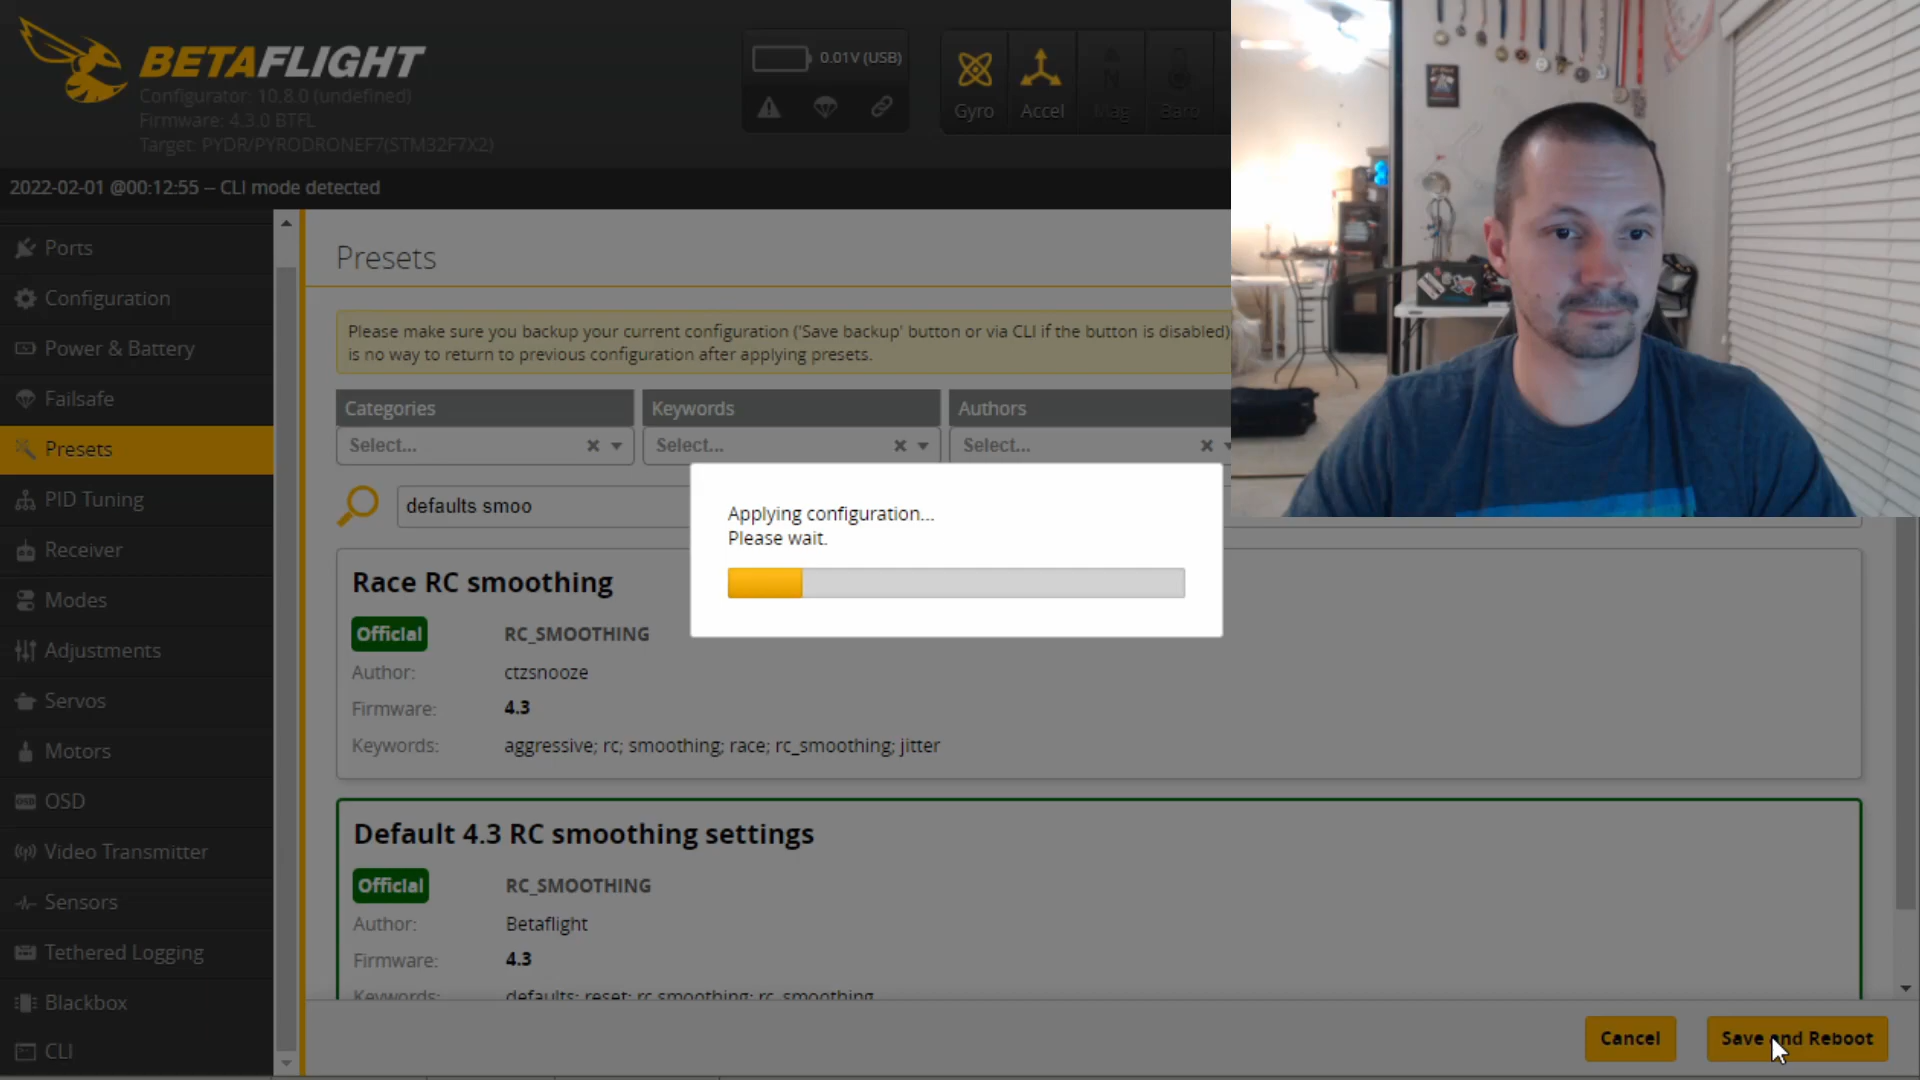 BETAFLIGHT
Configurator: 10.8.0 (undefined)
Firmware: 4.3.0 BTFL
Target: PYDR/PYRODRONEF7(STM32F7X2)
0.01V (USB)
Gyro
Accel
Mag
Baro
2022-02-01 @00:12:55 -- CLI mode detected
Ports
Configuration
Power & Battery
Failsafe
Presets
PID Tuning
Receiver
Modes
Adjustments
Servos
Motors
OSD
Video Transmitter
Sensors
Tethered Logging
Blackbox
CLI
Presets
Please make sure you backup your current configuration ('Save backup' button or via CLI if the button is disabled)
is no way to return to previous configuration after applying presets.
Categories
Keywords
Authors
Select...
Select...
Select...
defaults smoo
Applying configuration...
Please wait.
Race RC smoothing
Official RC_SMOOTHING
Author: ctzsnooze
Firmware: 4.3
Keywords: aggressive; rc; smoothing; race; rc_smoothing; jitter
Default 4.3 RC smoothing settings
Official RC_SMOOTHING
Author: Betaflight
Firmware: 4.3
Keywords: defaults; reset; rc smoothing; rc_smoothing
Cancel
Save and Reboot